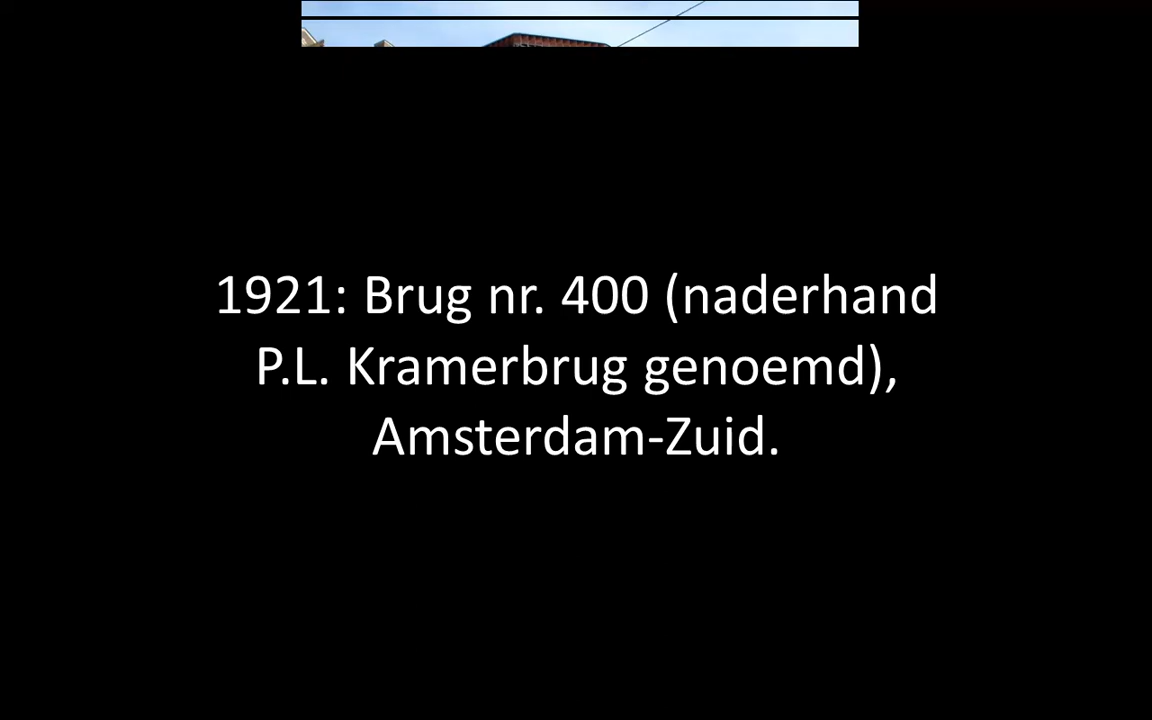 1921: Brug nr. 400 (naderhand
P.L. Kramerbrug genoemd),
Amsterdam-Zuid.